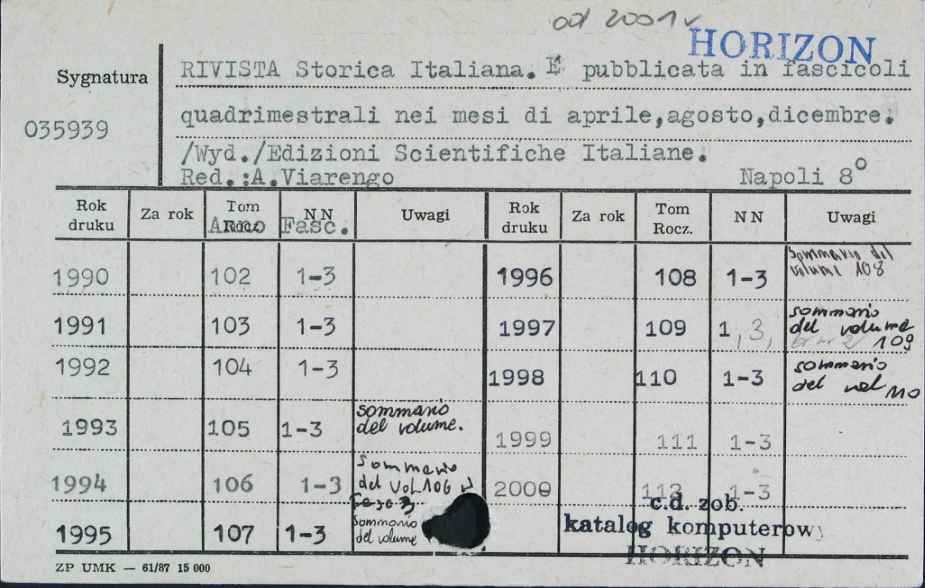 od 2001
HORIZON
Sygnatura
035939
RIVISTA Storica Italiana. É pubblicata in fascicoli
quadrimestrali nei mesi di aprile,agosto,dicembre.
/Wyd./Edizioni Scientifiche Italiane.
Red.:A.Viarengo Napoli 8°
Rok druku Za rok Tom Rocz. NN Uwagi Rok druku Za rok Tom Rocz. NN Uwagi
Anno Fasc.
1990 102 1-3 1996 108 1-3 sommario del volume 108
1991 103 1-3 1997 109 1,3, sommario del volume 109
br nr 2/
1992 104 1-3 1998 110 1-3 sommario del vol 110
1993 105 1-3 sommario del volume. 1999 111 1-3
1994 106 1-3 sommario del vol.106 2000 112 1-3
1995 107 1-3 sommario del volume
c.d. zob.
katalog komputerowy
HORIZON
ZP UMK — 61/87 15 000